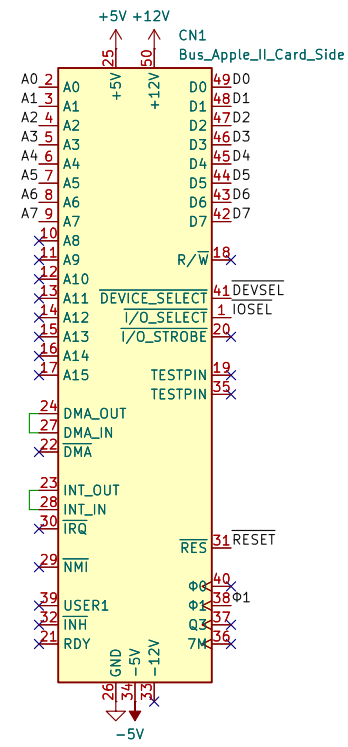 +5V +12V
CN1
Bus_Apple_II_Card_Side
25 50
+5V +12V
A0 2 A0 D0 49 D0
A1 3 A1 D1 48 D1
A2 4 A2 D2 47 D2
A3 5 A3 D3 46 D3
A4 6 A4 D4 45 D4
A5 7 A5 D5 44 D5
A6 8 A6 D6 43 D6
A7 9 A7 D7 42 D7
10 A8
11 A9 R/W̅ 18
12 A10
13 A11 DEVICE_SELECT 41 DEVSEL
14 A12 I/O_SELECT 1 IOSEL
15 A13 I/O_STROBE 20
16 A14
17 A15 TESTPIN 19
TESTPIN 35
24 DMA_OUT
27 DMA_IN
22 DMA
23 INT_OUT
28 INT_IN
30 IRQ
RES 31 RESET
29 NMI
Φ0 40
39 USER1 Φ1 38 Φ1
32 INH Q3 37
21 RDY 7M 36
GND -5V -12V
26 34 33
-5V